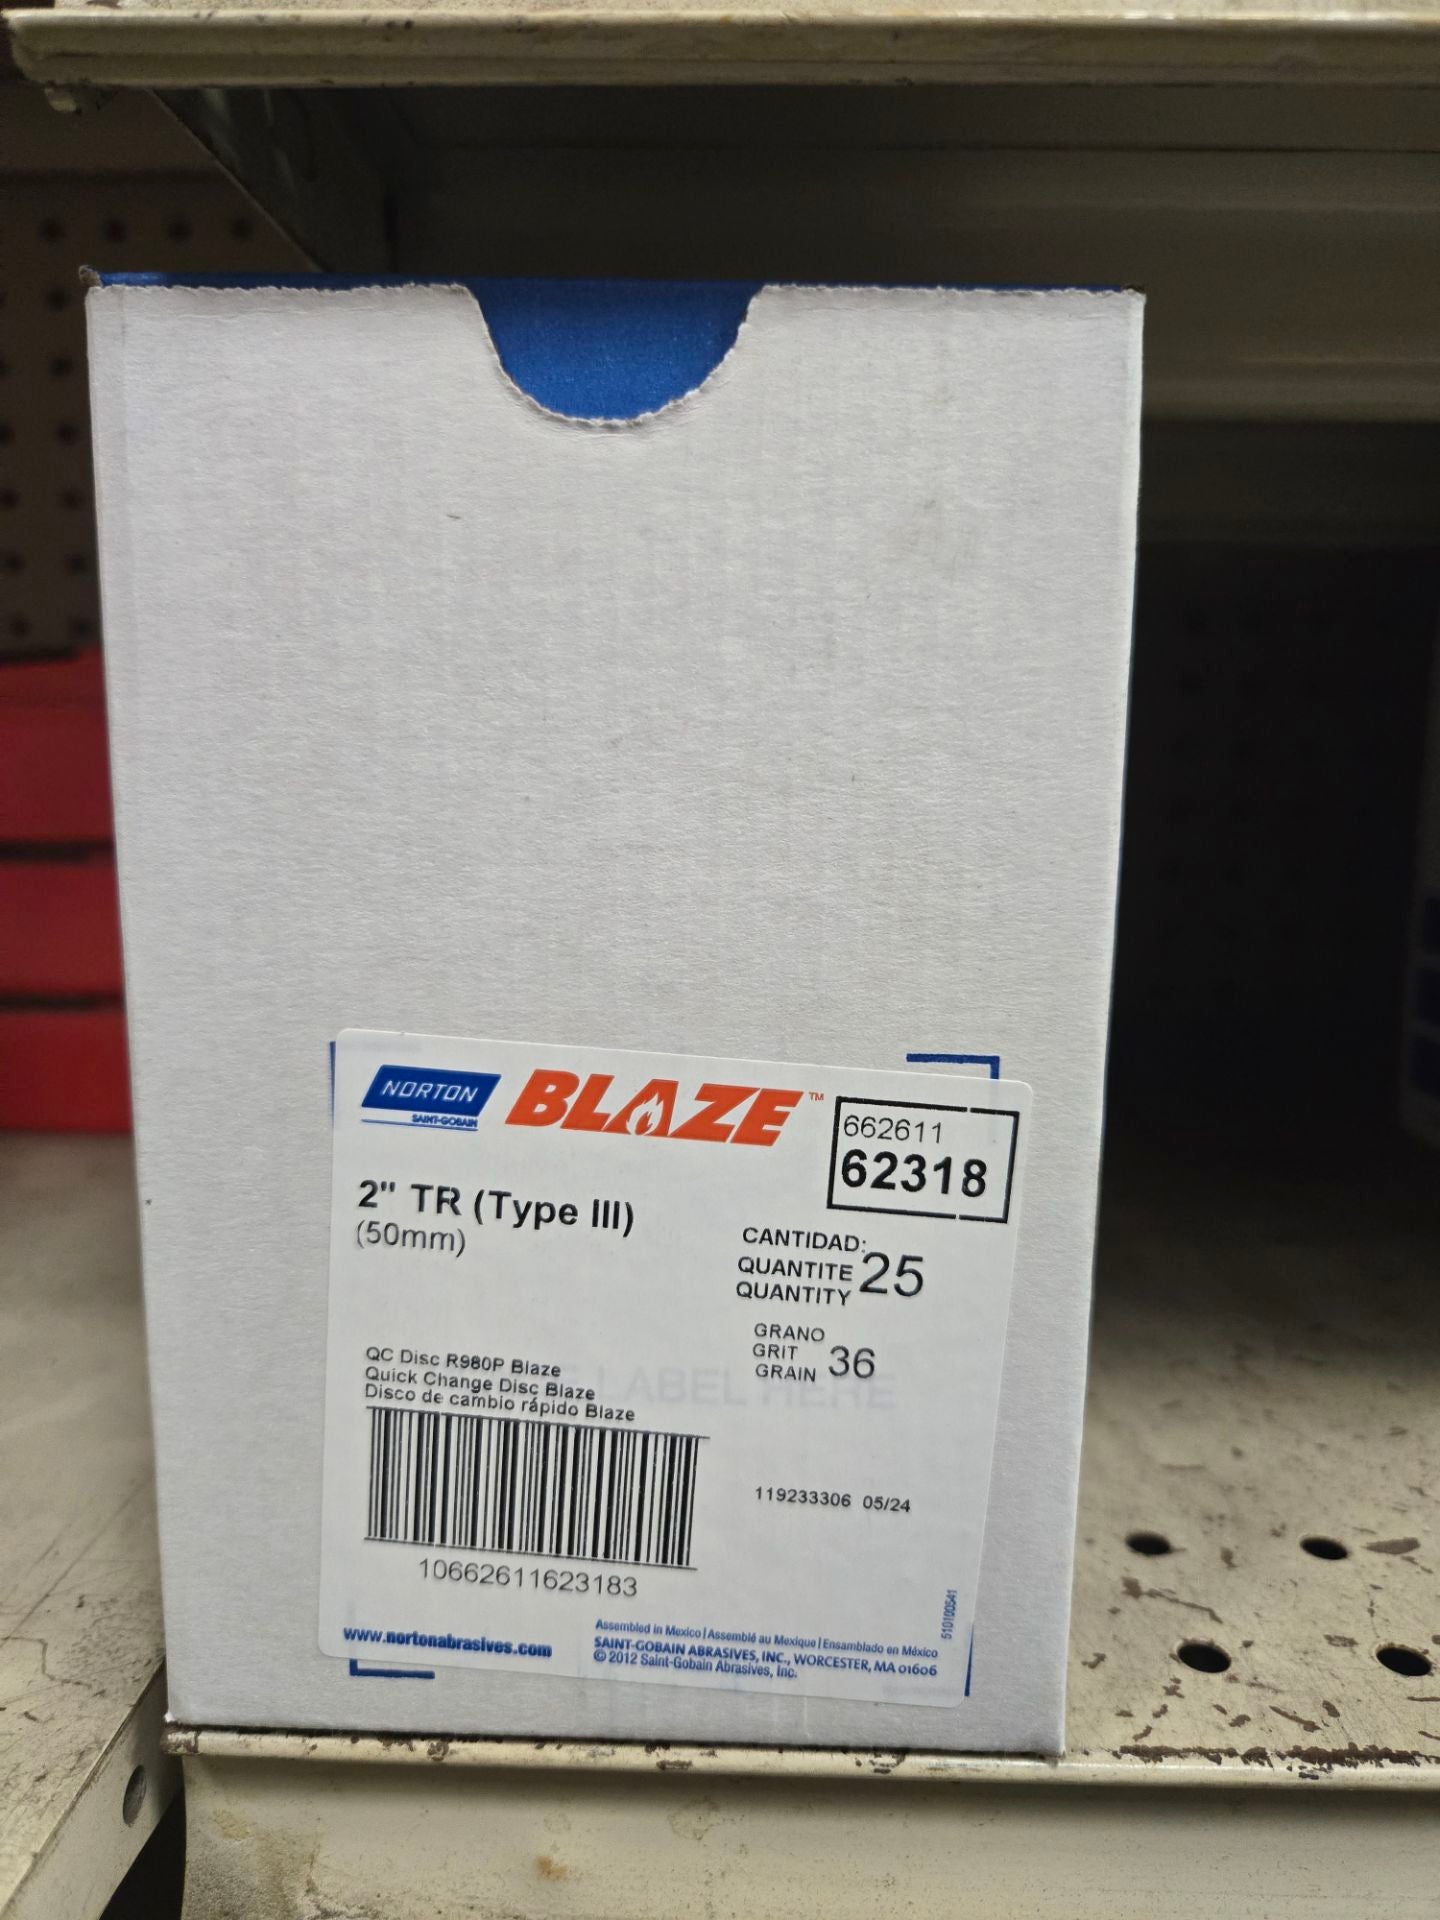 NORTON
SAINT-GOBAIN
BLAZE™
662611
62318
2" TR (Type III)
(50mm)
CANTIDAD:
QUANTITE 25
QUANTITY
GRANO
GRIT 36
GRAIN
QC Disc R980P Blaze
Quick Change Disc Blaze
Disco de cambio rápido Blaze
LABEL HERE
10662611623183
119233306 05/24
510100541
www.nortonabrasives.com
Assembled in Mexico | Assemblé au Mexique | Ensamblado en México
SAINT-GOBAIN ABRASIVES, INC., WORCESTER, MA 01606
© 2012 Saint-Gobain Abrasives, Inc.